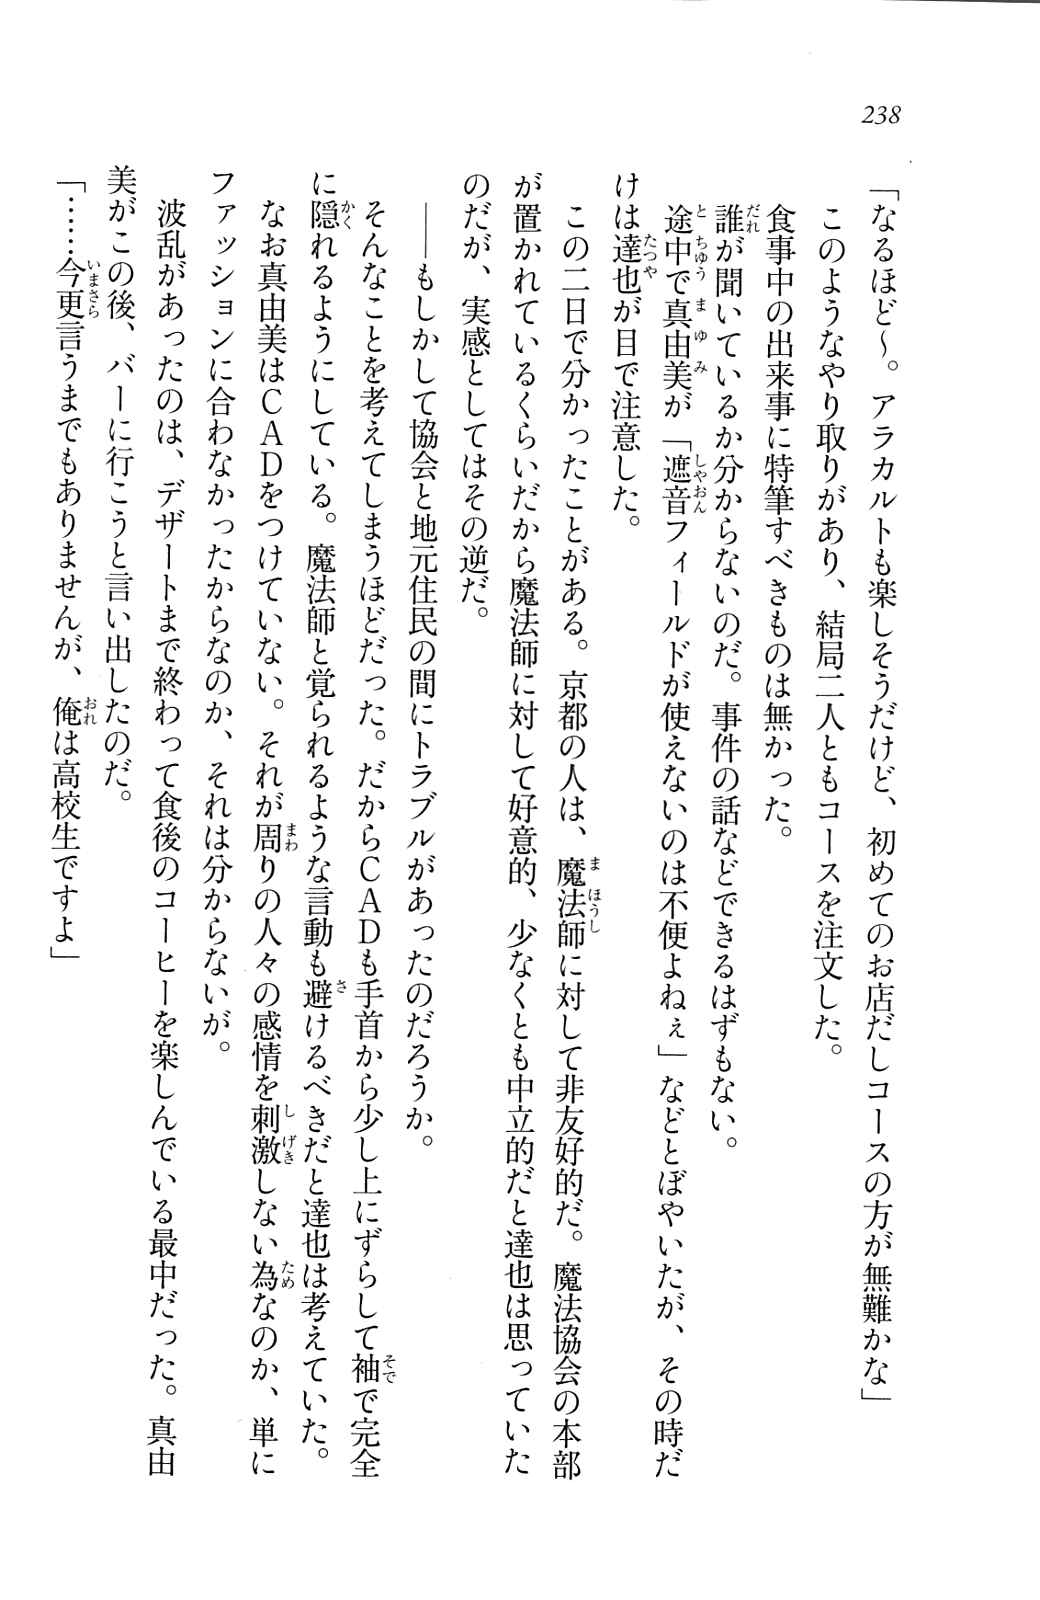 238
「なるほど〜。アラカルトも楽しそうだけど、初めてのお店だしコースの方が無難かな」
このようなやり取りがあり、結局二人ともコースを注文した。
食事中の出来事に特筆すべきものは無かった。
誰が聞いているか分からないのだ。事件の話などできるはずもない。
途中で真由美が「遮音フィールドが使えないのは不便よねぇ」などとぼやいたが、その時だ
けは達也が目で注意した。
この二日で分かったことがある。京都の人は、魔法師に対して非友好的だ。魔法協会の本部
が置かれているくらいだから魔法師に対して好意的、少なくとも中立的だと達也は思っていた
のだが、実感としてはその逆だ。
――もしかして協会と地元住民の間にトラブルがあったのだろうか。
そんなことを考えてしまうほどだった。だからＣＡＤも手首から少し上にずらして袖で完全
に隠れるようにしている。魔法師と覚られるような言動も避けるべきだと達也は考えていた。
なお真由美はＣＡＤをつけていない。それが周りの人々の感情を刺激しない為なのか、単に
ファッションに合わなかったからなのか、それは分からないが。
波乱があったのは、デザートまで終わって食後のコーヒーを楽しんでいる最中だった。真由
美がこの後、バーに行こうと言い出したのだ。
「……今更言うまでもありませんが、俺は高校生ですよ」